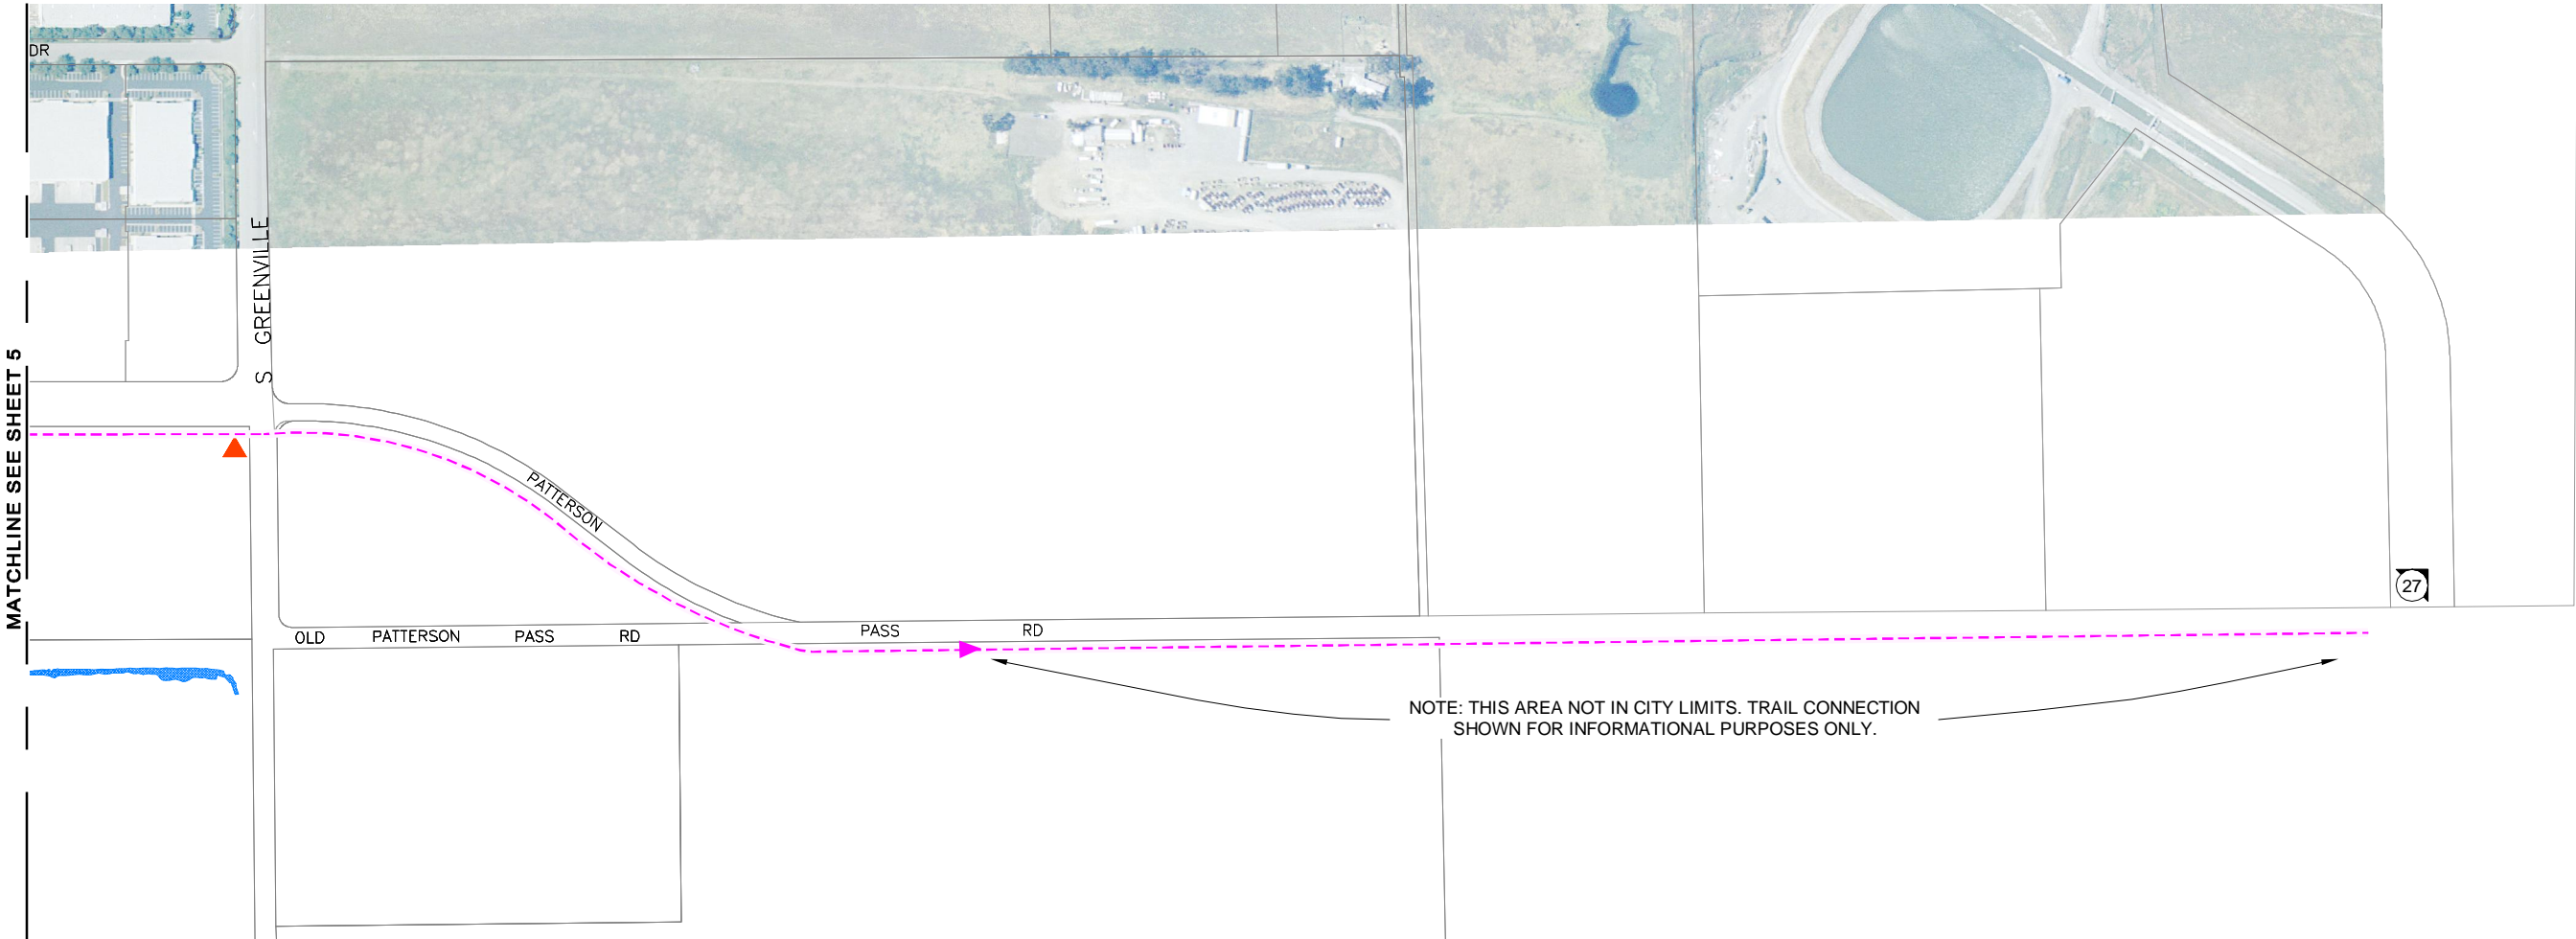 DR
S GREENVILLE
MATCHLINE SEE SHEET 5
PATTERSON
27
OLD PATTERSON PASS RD
PASS RD
NOTE: THIS AREA NOT IN CITY LIMITS. TRAIL CONNECTION
SHOWN FOR INFORMATIONAL PURPOSES ONLY.